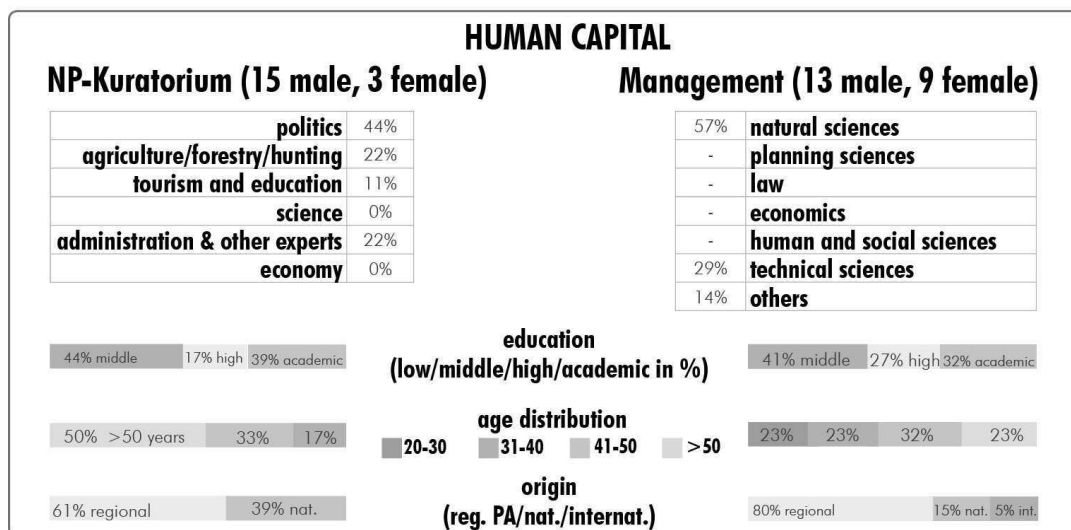 HUMAN CAPITAL
NP-Kuratorium (15 male, 3 female)
Management (13 male, 9 female)
politics 44%
agriculture/forestry/hunting 22%
tourism and education 11%
science 0%
administration & other experts 22%
economy 0%
57% natural sciences
- planning sciences
- law
- economics
- human and social sciences
29% technical sciences
14% others
education
(low/middle/high/academic in %)
44% middle 17% high 39% academic
41% middle 27% high 32% academic
age distribution
20-30 31-40 41-50 >50
50% >50 years 33% 17%
23% 23% 32% 23%
origin
(reg. PA/nat./internat.)
61% regional 39% nat.
80% regional 15% nat. 5% int.